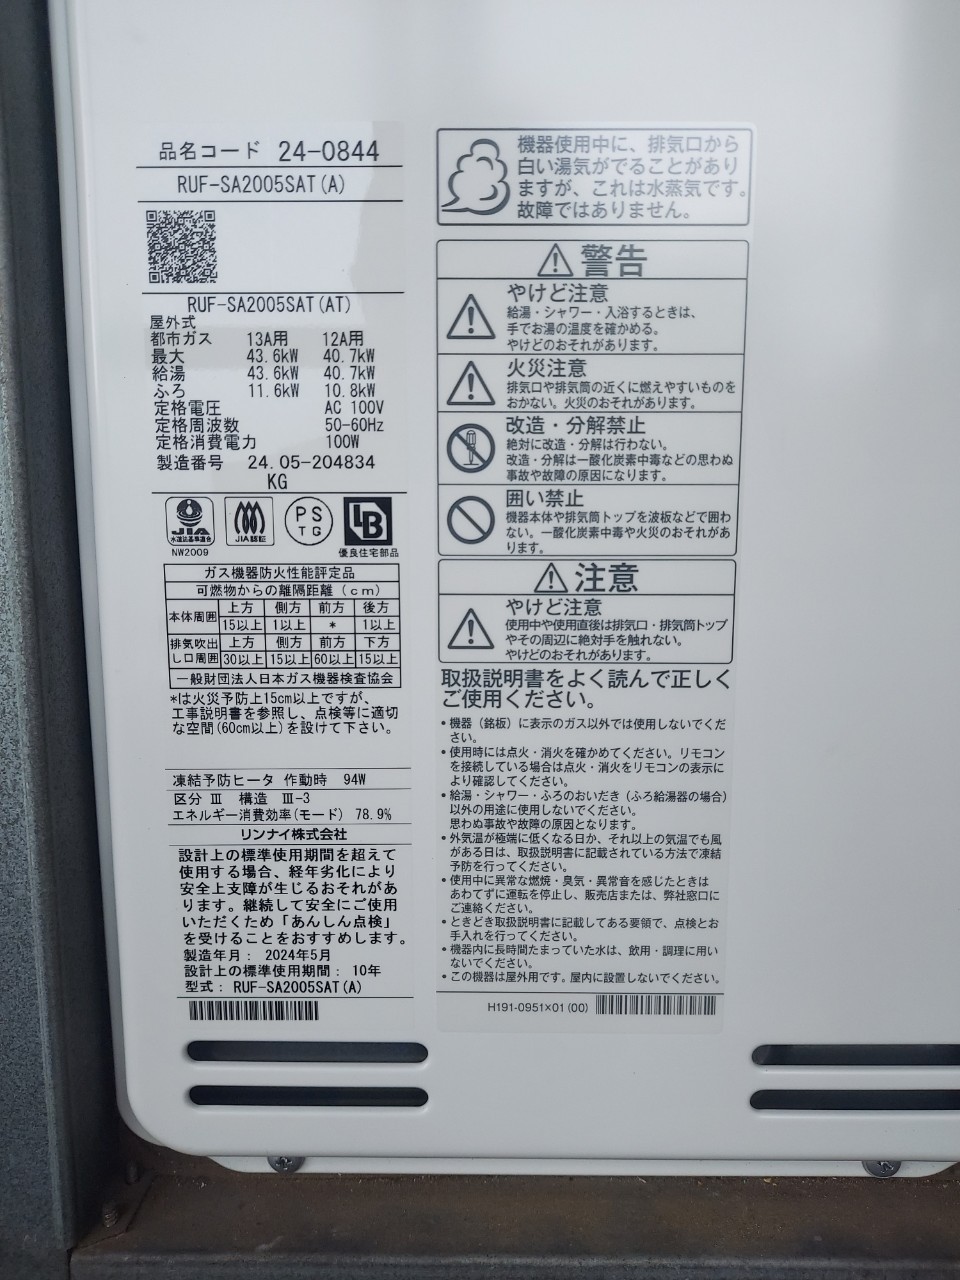 品名コード 24-0844
RUF-SA2005SAT(A)
RUF-SA2005SAT(AT)
屋外式
都市ガス 13A用 12A用
最大 43.6kW 40.7kW
給湯 43.6kW 40.7kW
ふろ 11.6kW 10.8kW
定格電圧 AC 100V
定格周波数 50-60Hz
定格消費電力 100W
製造番号 24.05-204834
KG
JIA
水道法基準適合
NW2009
JIA認証
PS
TG
LB
優良住宅部品
ガス機器防火性能評定品
可燃物からの離隔距離(cm)
本体周囲 上方 側方 前方 後方
15以上 1以上 * 1以上
排気吹出し口周囲 上方 側方 前方 下方
30以上 15以上 60以上 15以上
一般財団法人日本ガス機器検査協会
*は火災予防上15cm以上ですが、
工事説明書を参照し、点検等に適切
な空間(60cm以上)を設けて下さい。
凍結予防ヒータ 作動時 94W
区分 Ⅲ 構造 Ⅲ-3
エネルギー消費効率(モード) 78.9%
リンナイ株式会社
設計上の標準使用期間を超えて
使用する場合、経年劣化により
安全上支障が生じるおそれがあ
ります。継続して安全にご使用
いただくため「あんしん点検」
を受けることをおすすめします。
製造年月: 2024年5月
設計上の標準使用期間: 10年
型式: RUF-SA2005SAT(A)
機器使用中に、排気口から
白い湯気がでることがあり
ますが、これは水蒸気です。
故障ではありません。
警告
やけど注意
給湯・シャワー・入浴するときは、
手でお湯の温度を確かめる。
やけどのおそれがあります。
火災注意
排気口や排気筒の近くに燃えやすいものを
おかない。火災のおそれがあります。
改造・分解禁止
絶対に改造・分解は行わない。
改造・分解は一酸化炭素中毒などの思わぬ
事故や故障の原因になります。
囲い禁止
機器本体や排気筒トップを波板などで囲わ
ない。一酸化炭素中毒や火災のおそれがあ
ります。
注意
やけど注意
使用中や使用直後は排気口・排気筒トップ
やその周辺に絶対手を触れない。
やけどのおそれがあります。
取扱説明書をよく読んで正しく
ご使用ください。
・機器(銘板)に表示のガス以外では使用しないでくだ
さい。
・使用時には点火・消火を確かめてください。リモコン
を接続している場合は点火・消火をリモコンの表示に
より確認してください。
・給湯・シャワー・ふろのおいだき(ふろ給湯器の場合)
以外の用途に使用しないでください。
思わぬ事故や故障の原因となります。
・外気温が極端に低くなる日か、それ以上の気温でも風
がある日は、取扱説明書に記載されている方法で凍結
予防を行ってください。
・使用中に異常な燃焼・臭気・異常音を感じたときは
あわてずに運転を停止し、販売店または、弊社窓口に
ご連絡ください。
・ときどき取扱説明書に記載してある要領で、点検とお
手入れを行ってください。
・機器内に長時間たまっていた水は、飲用・調理に用い
ないでください。
・この機器は屋外用です。屋内に設置しないでください。
H191-0951×01(00)